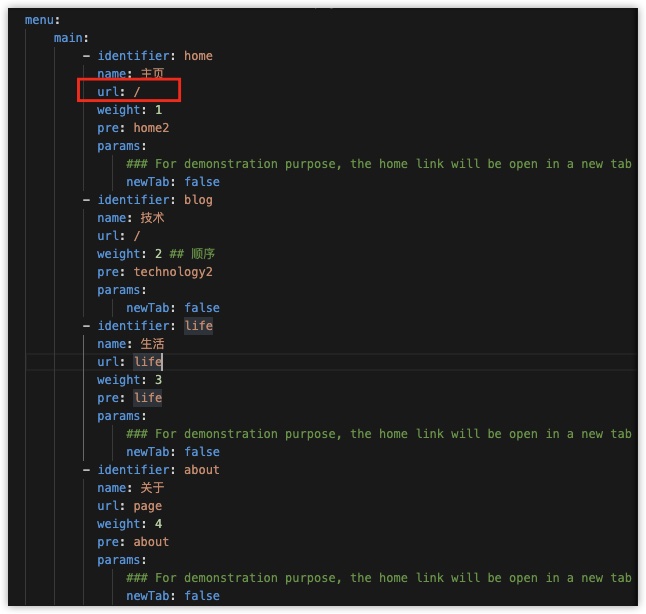 menu:
main:
- identifier: home
name: 主页
url: /
weight: 1
pre: home2
params:
### For demonstration purpose, the home link will be open in a new tab
newTab: false
- identifier: blog
name: 技术
url: /
weight: 2 ## 顺序
pre: technology2
params:
newTab: false
- identifier: life
name: 生活
url: life
weight: 3
pre: life
params:
### For demonstration purpose, the home link will be open in a new tab
newTab: false
- identifier: about
name: 关于
url: page
weight: 4
pre: about
params:
### For demonstration purpose, the home link will be open in a new tab
newTab: false